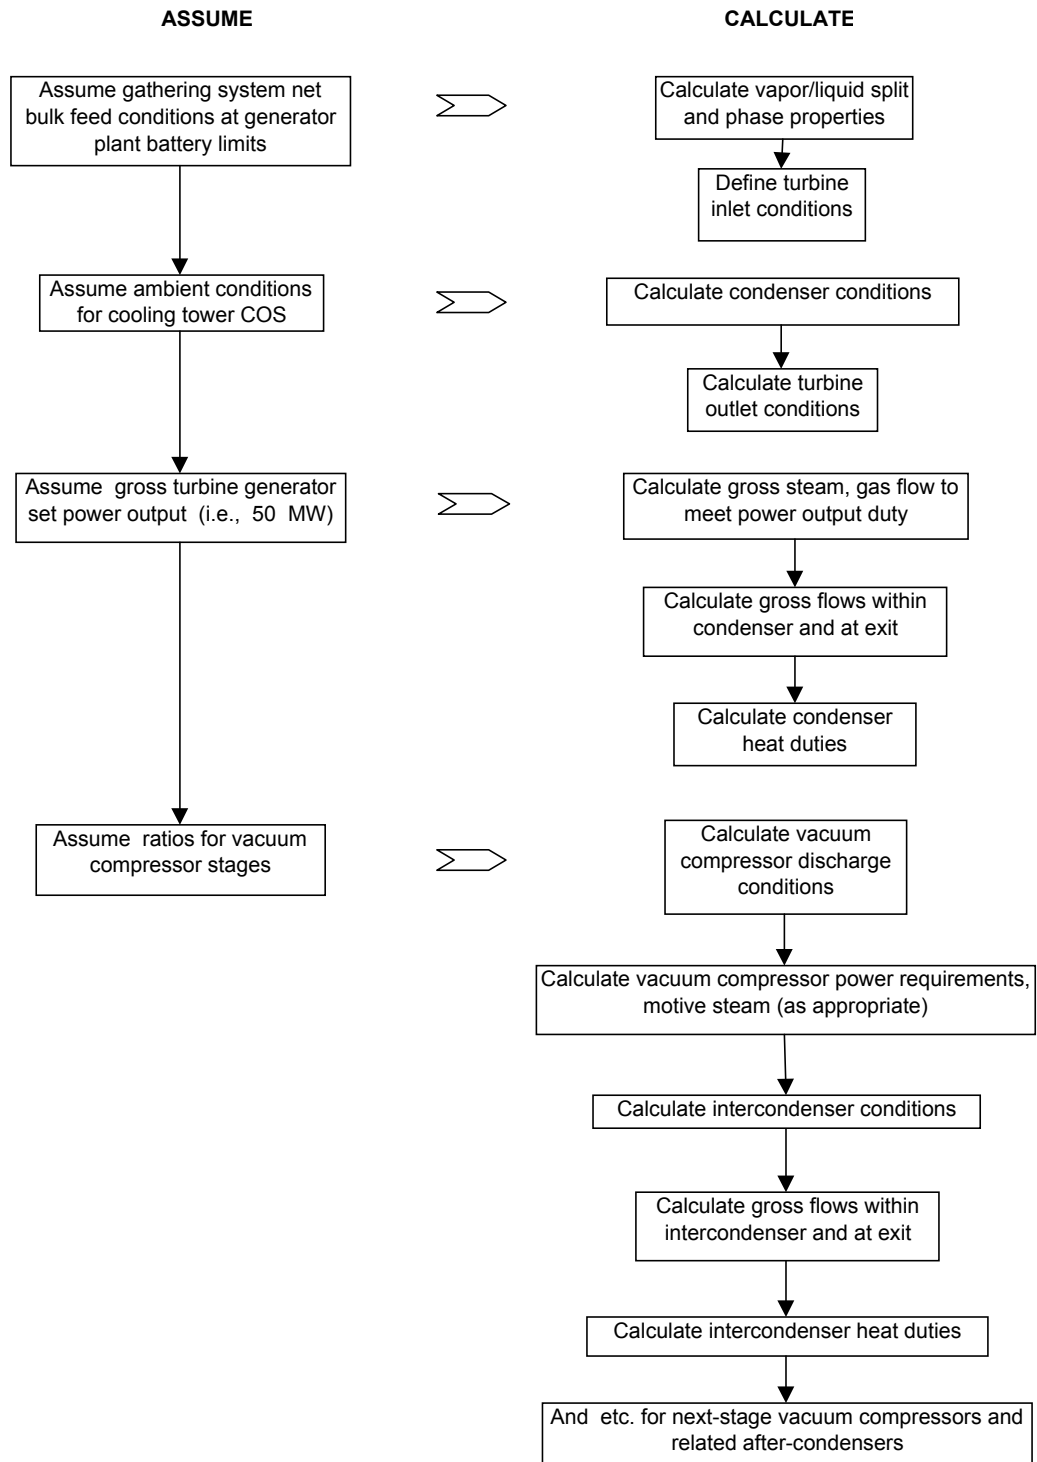 ASSUME
CALCULATE
Assume gathering system net
bulk feed conditions at generator
plant battery limits
Calculate vapor/liquid split
and phase properties
Define turbine
inlet conditions
Assume ambient conditions
for cooling tower COS
Calculate condenser conditions
Calculate turbine
outlet conditions
Assume gross turbine generator
set power output (i.e., 50 MW)
Calculate gross steam, gas flow to
meet power output duty
Calculate gross flows within
condenser and at exit
Calculate condenser
heat duties
Assume ratios for vacuum
compressor stages
Calculate vacuum
compressor discharge
conditions
Calculate vacuum compressor power requirements,
motive steam (as appropriate)
Calculate intercondenser conditions
Calculate gross flows within
intercondenser and at exit
Calculate intercondenser heat duties
And etc. for next-stage vacuum compressors and
related after-condensers